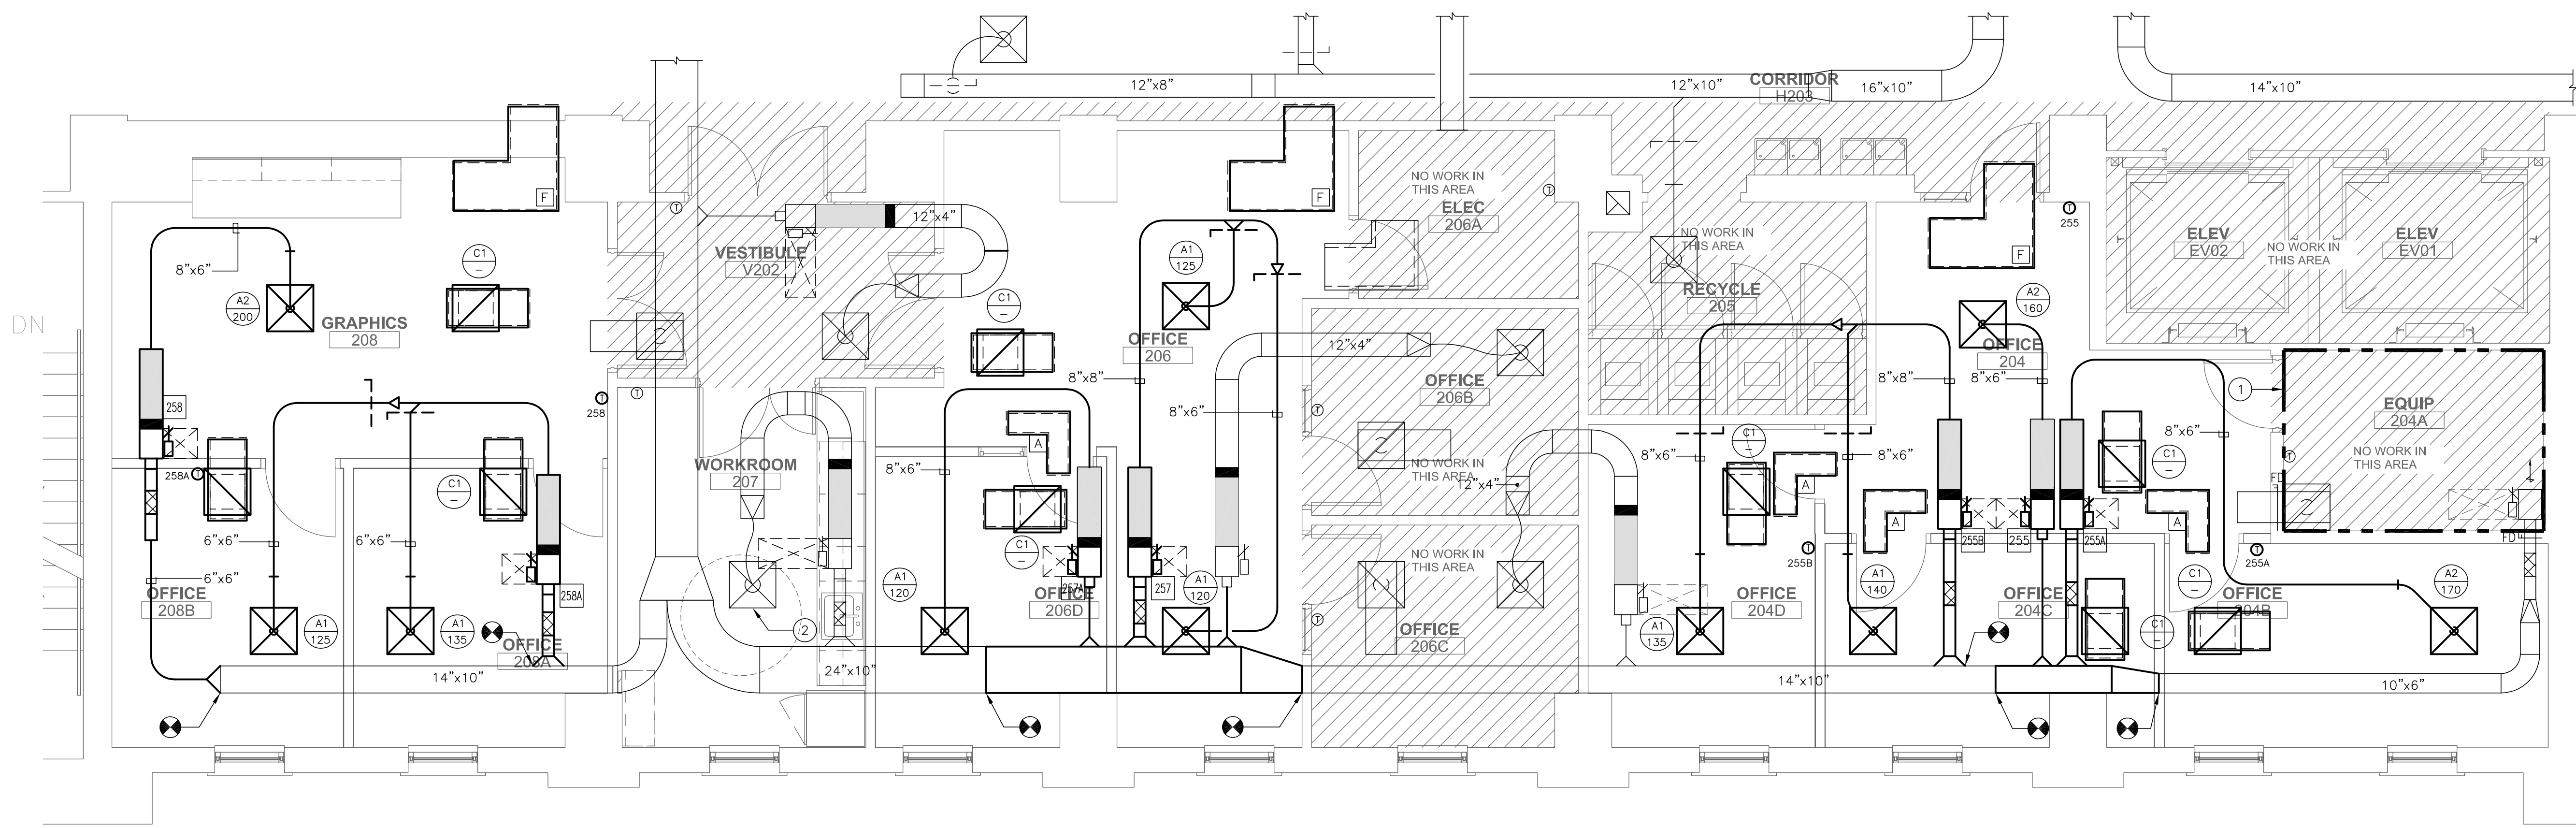 12"x8"
12"x10"
CORRIDOR
H203
16"x10"
14"x10"
F
F
F
NO WORK IN
THIS AREA
ELEC
206A
T
T
T
255
12"x4"
VESTIBULE
V202
NO WORK IN
THIS AREA
RECYCLE
205
ELEV
EV02
NO WORK IN
THIS AREA
ELEV
EV01
8"x6"
C1
-
A1
125
A2
200
GRAPHICS
208
DN
C1
-
OFFICE
206
12"x4"
A2
160
OFFICE
204
8"x8"
8"x6"
OFFICE
206B
8"x8"
8"x6"
1
EQUIP
204A
NO WORK IN
THIS AREA
258
T
258
T
T
A
8"x6"
C1
-
A
8"x6"
8"x6"
C1
-
A
A
8"x6"
T
258A
T
C1
-
WORKROOM
207
NO WORK IN
THIS AREA
12"x4"
FD
FD
6"x6"
6"x6"
6"x6"
C1
-
257A
257
255B
255
255A
T
255B
T
255A
NO WORK IN
THIS AREA
OFFICE
208B
258A
A1
120
OFFICE
206D
A1
120
OFFICE
204D
A1
140
OFFICE
204C
C1
-
OFFICE
204B
A2
170
A1
125
A1
135
OFFICE
208A
2
T
OFFICE
206C
A1
135
C1
-
14"x10"
24"x10"
14"x10"
10"x6"